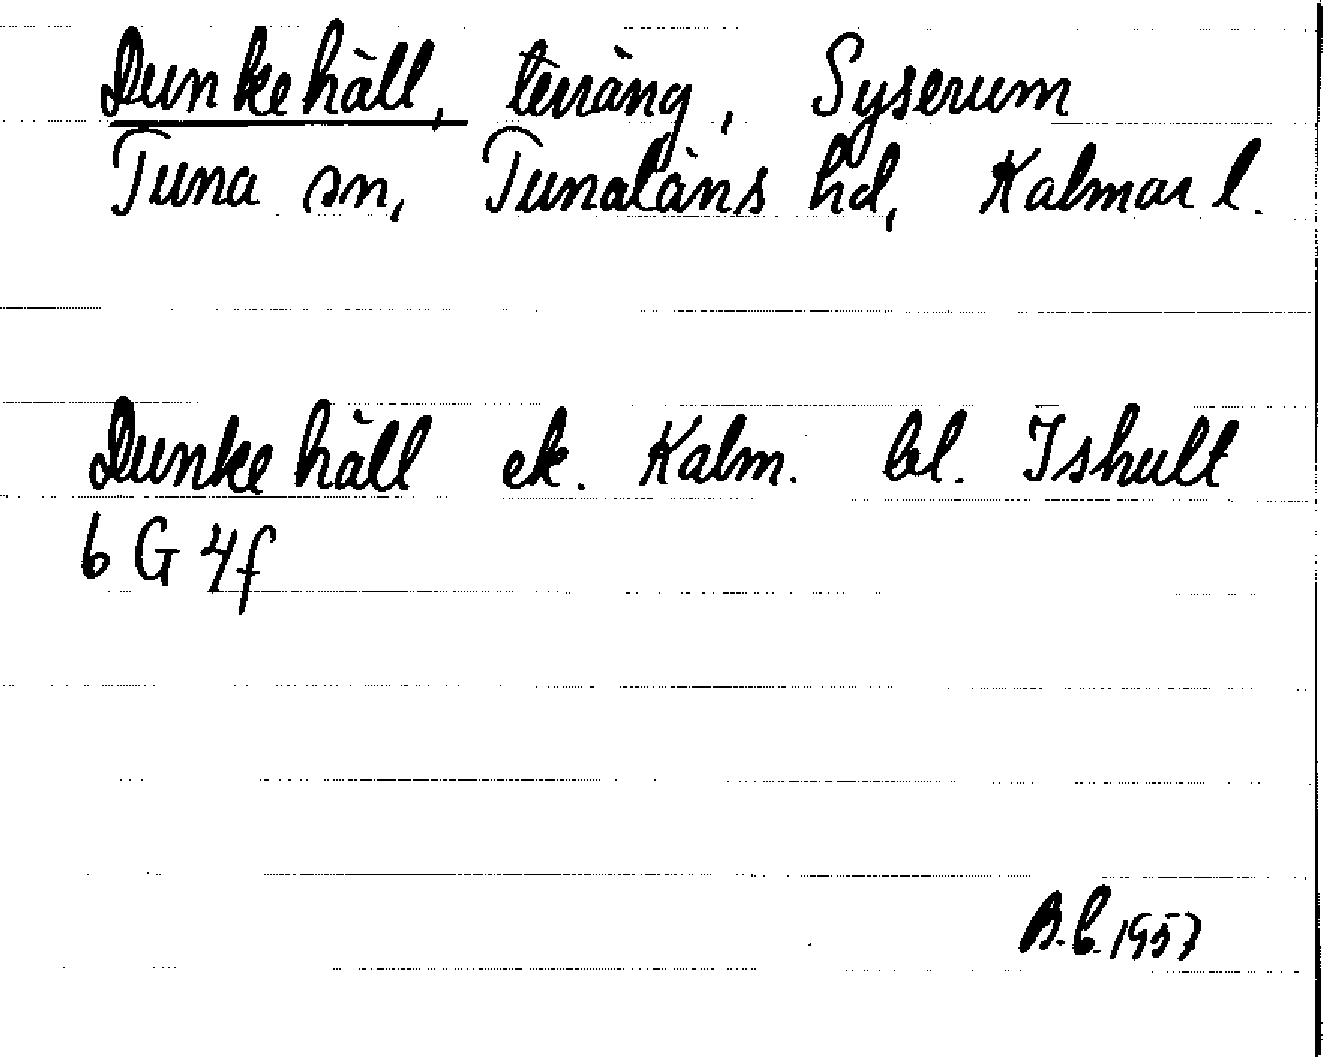 Dunkehäll, terräng, Syserum
Tuna sn, Tunaläns hd, Kalmar l.
Dunkehäll ek. Kalm. bl. Ishult
6 G 4f
B.L. 1957